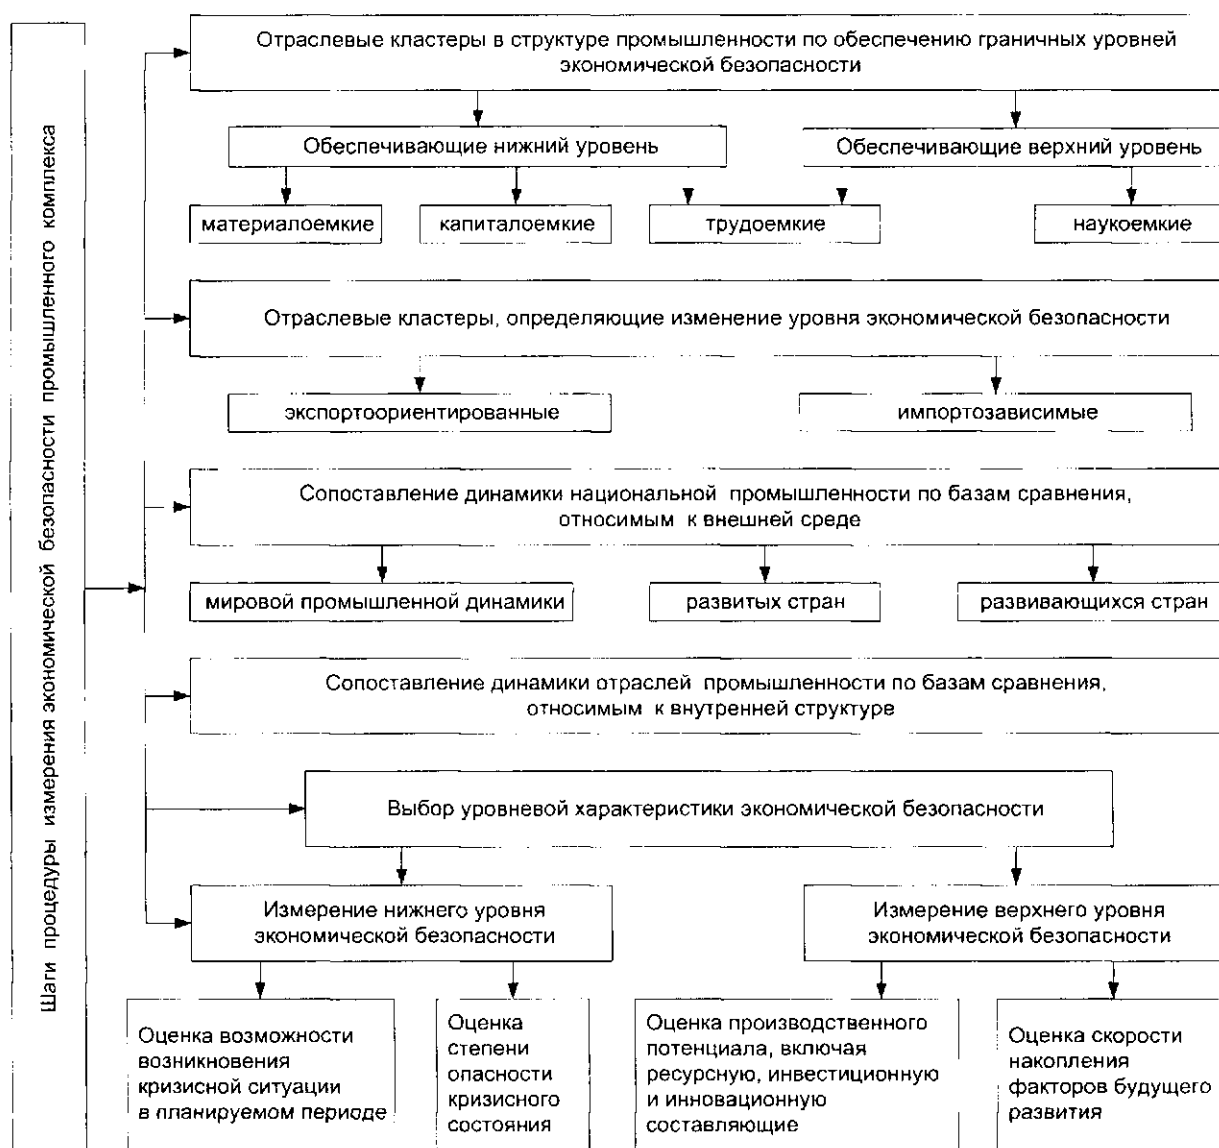 Шаги процедуры измерения экономической безопасности промышленного комплекса
Отраслевые кластеры в структуре промышленности по обеспечению граничных уровней
экономической безопасности
Обеспечивающие нижний уровень
Обеспечивающие верхний уровень
материалоемкие
капиталоемкие
трудоемкие
наукоемкие
Отраслевые кластеры, определяющие изменение уровня экономической безопасности
экспортоориентированные
импортозависимые
Сопоставление динамики национальной промышленности по базам сравнения,
относимым к внешней среде
мировой промышленной динамики
развитых стран
развивающихся стран
Сопоставление динамики отраслей промышленности по базам сравнения,
относимым к внутренней структуре
Выбор уровневой характеристики экономической безопасности
Измерение нижнего уровня
экономической безопасности
Измерение верхнего уровня
экономической безопасности
Оценка возможности
возникновения
кризисной ситуации
в планируемом периоде
Оценка
степени
опасности
кризисного
состояния
Оценка производственного
потенциала, включая
ресурсную, инвестиционную
и инновационную
составляющие
Оценка скорости
накопления
факторов будущего
развития